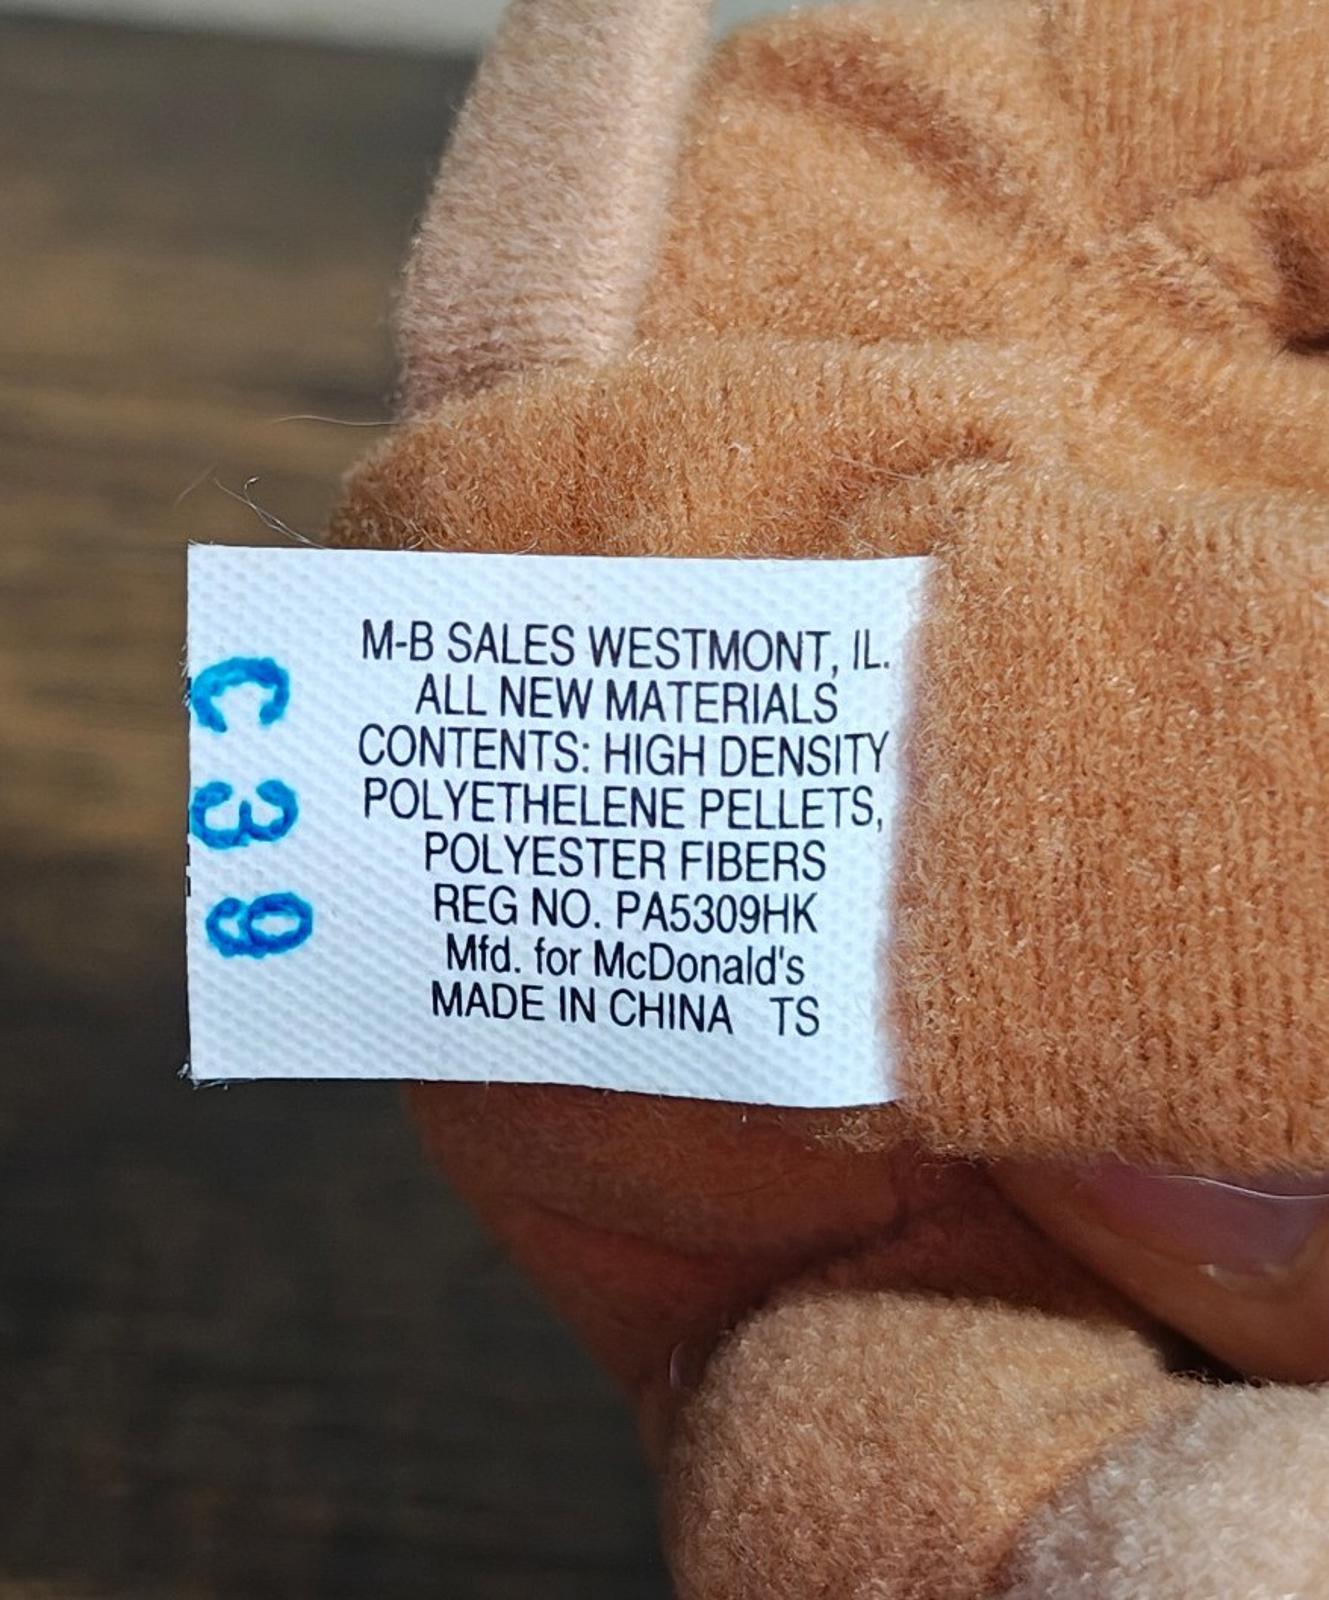 M-B SALES WESTMONT, IL.
ALL NEW MATERIALS
CONTENTS: HIGH DENSITY
POLYETHELENE PELLETS,
POLYESTER FIBERS
REG NO. PA5309HK
Mfd. for McDonald's
MADE IN CHINA TS
C39